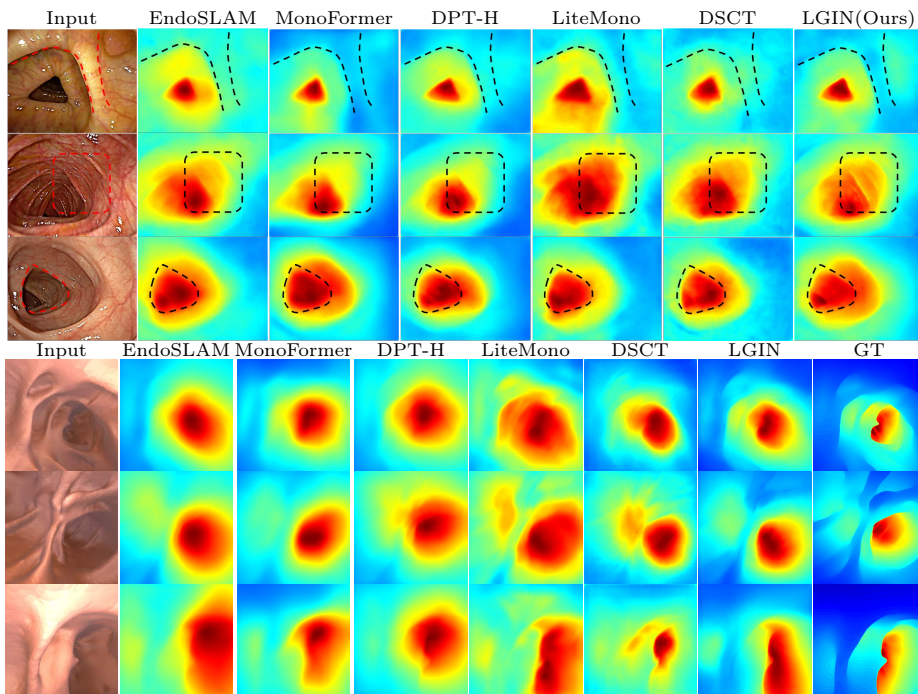 Input EndoSLAM MonoFormer DPT-H LiteMono DSCT LGIN(Ours)
Input EndoSLAM MonoFormer DPT-H LiteMono DSCT LGIN GT